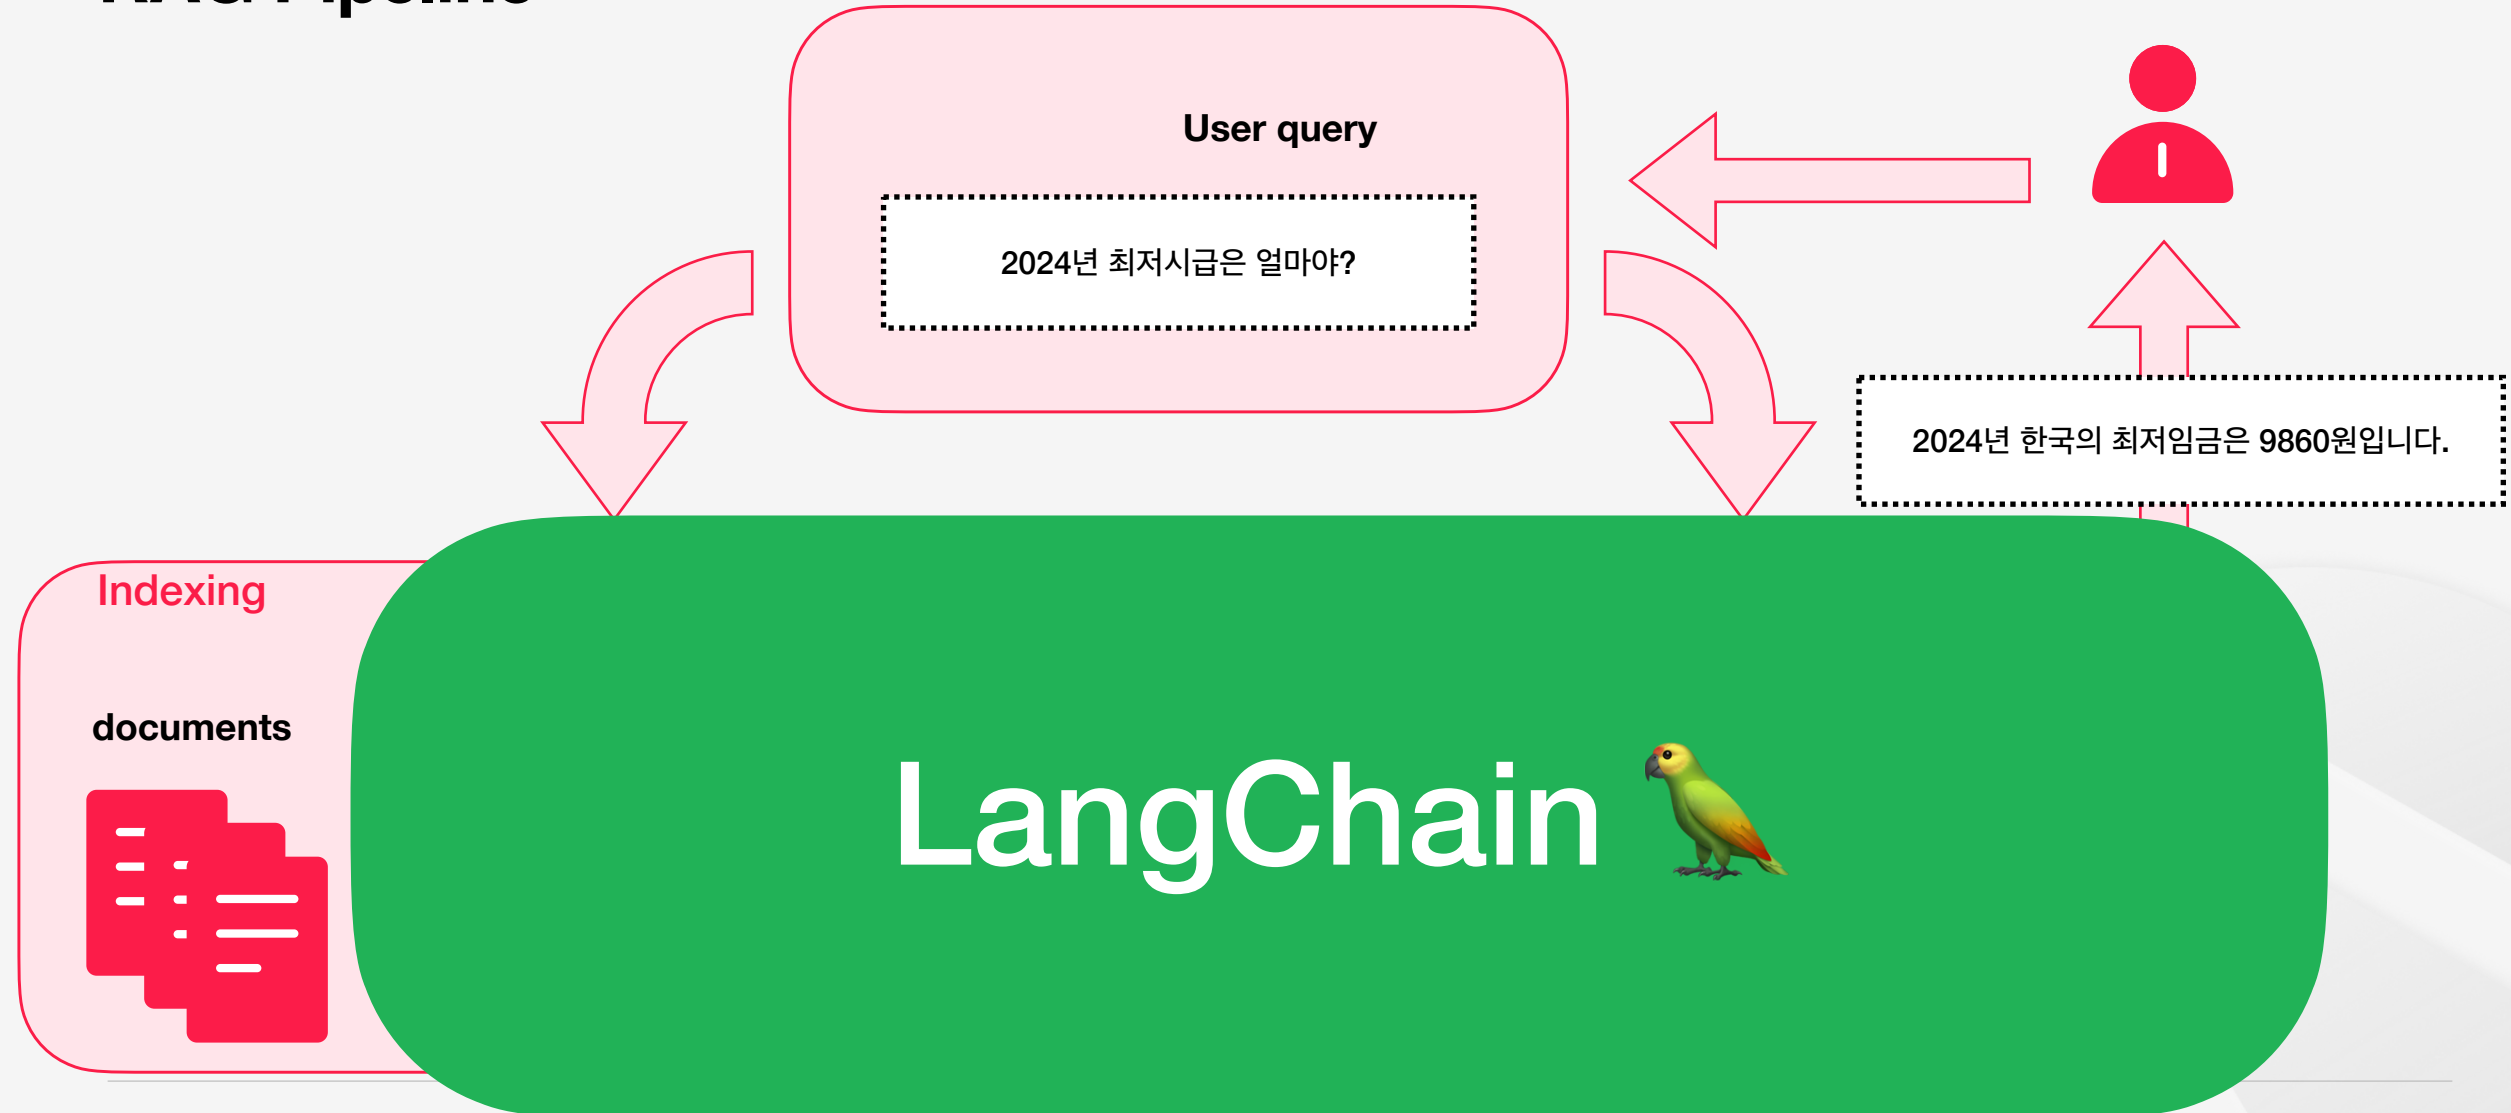 RAG Pipeline
User query
2024년 최저시급은 얼마야?
2024년 한국의 최저임금은 9860원입니다.
Indexing
documents
LangChain